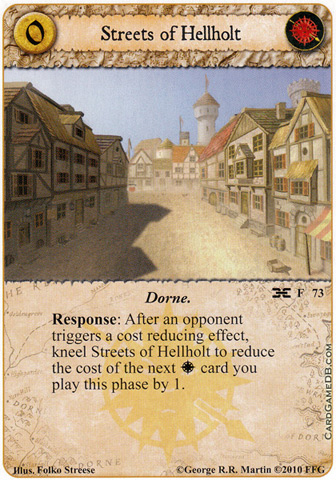 0
Streets of Hellholt
F 73
Dorne.
Response: After an opponent
triggers a cost reducing effect,
kneel Streets of Hellholt to reduce
the cost of the next card you
play this phase by 1.
CARDGAMEDB.COM
Illus. Folko Streese
©George R.R. Martin ©2010 FFG